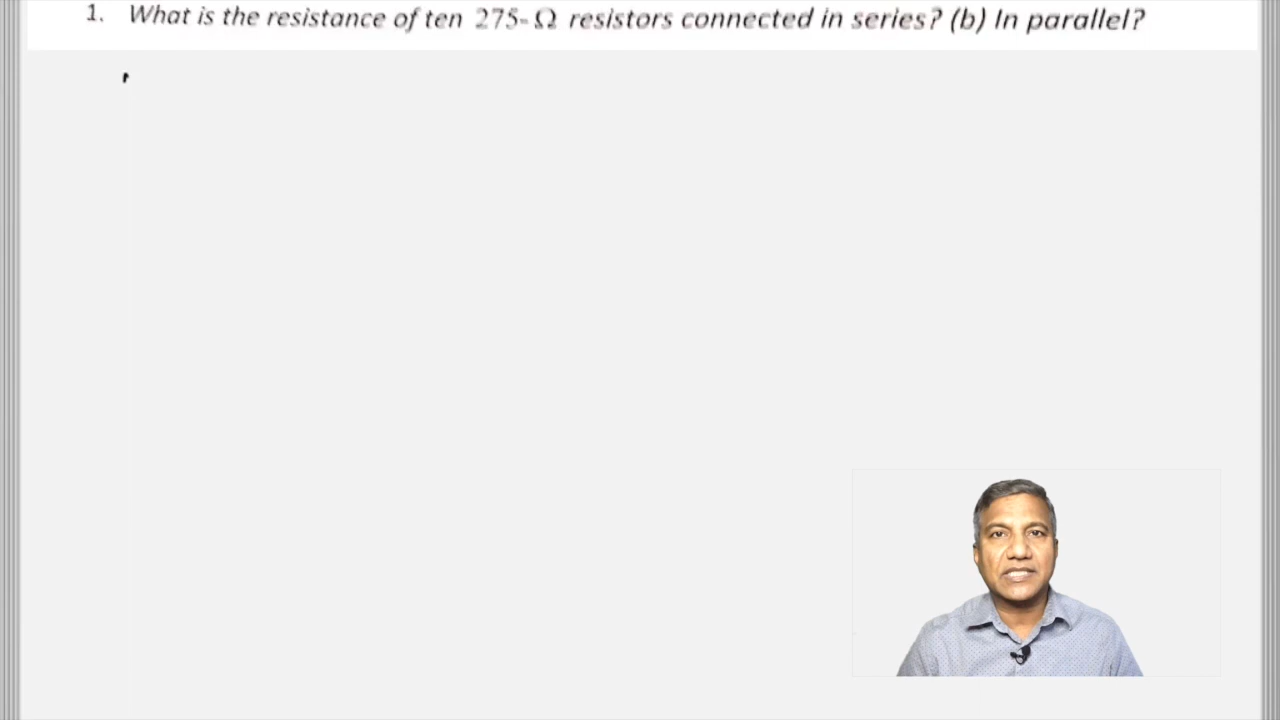 1. What is the resistance of ten 275-Ω resistors connected in series? (b) In parallel?